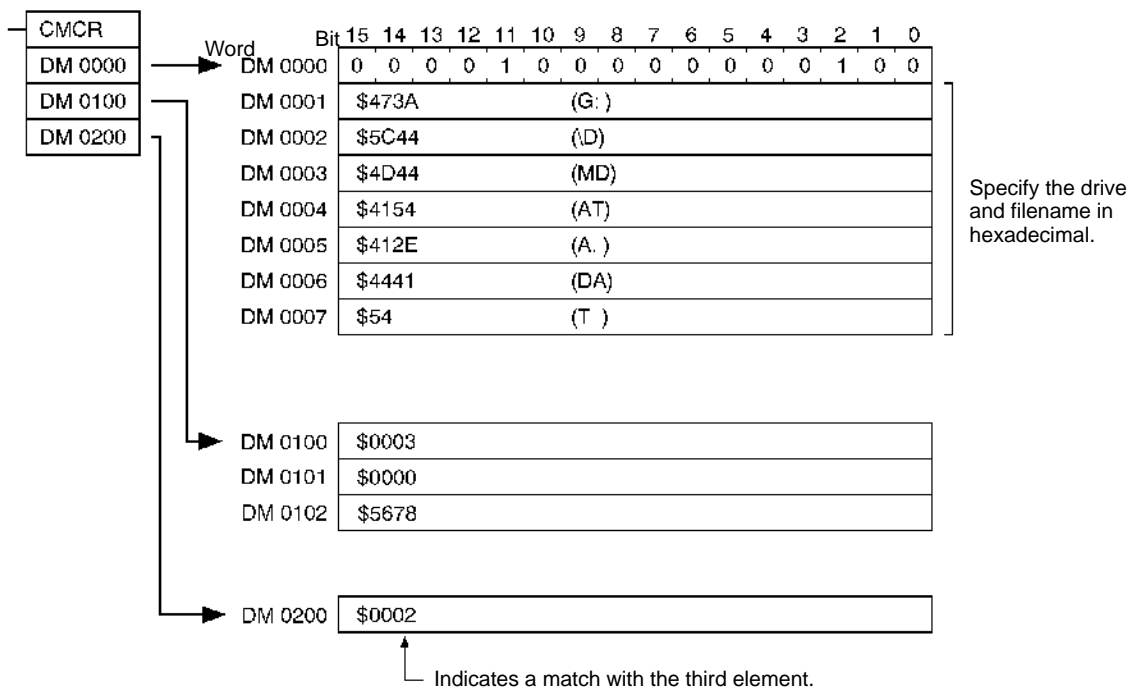 CMCR
DM 0000
DM 0100
DM 0200
Word Bit 15 14 13 12 11 10 9 8 7 6 5 4 3 2 1 0
DM 0000 0 0 0 0 1 0 0 0 0 0 0 0 0 1 0 0
DM 0001 $473A (G: )
DM 0002 $5C44 (\D)
DM 0003 $4D44 (MD)
DM 0004 $4154 (AT)
DM 0005 $412E (A. )
DM 0006 $4441 (DA)
DM 0007 $54 (T )
Specify the drive
and filename in
hexadecimal.
DM 0100 $0003
DM 0101 $0000
DM 0102 $5678
DM 0200 $0002
Indicates a match with the third element.